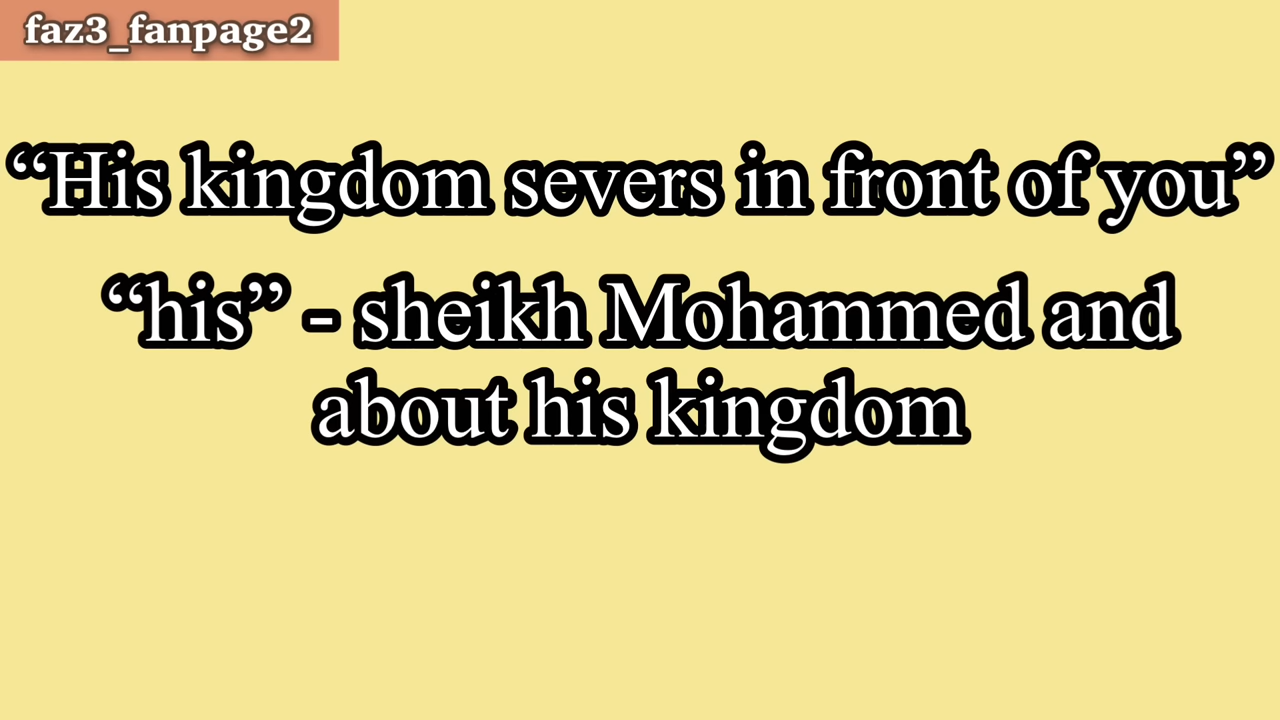 faz3_fanpage2
“His kingdom severs in front of you”
“his” - sheikh Mohammed and
about his kingdom